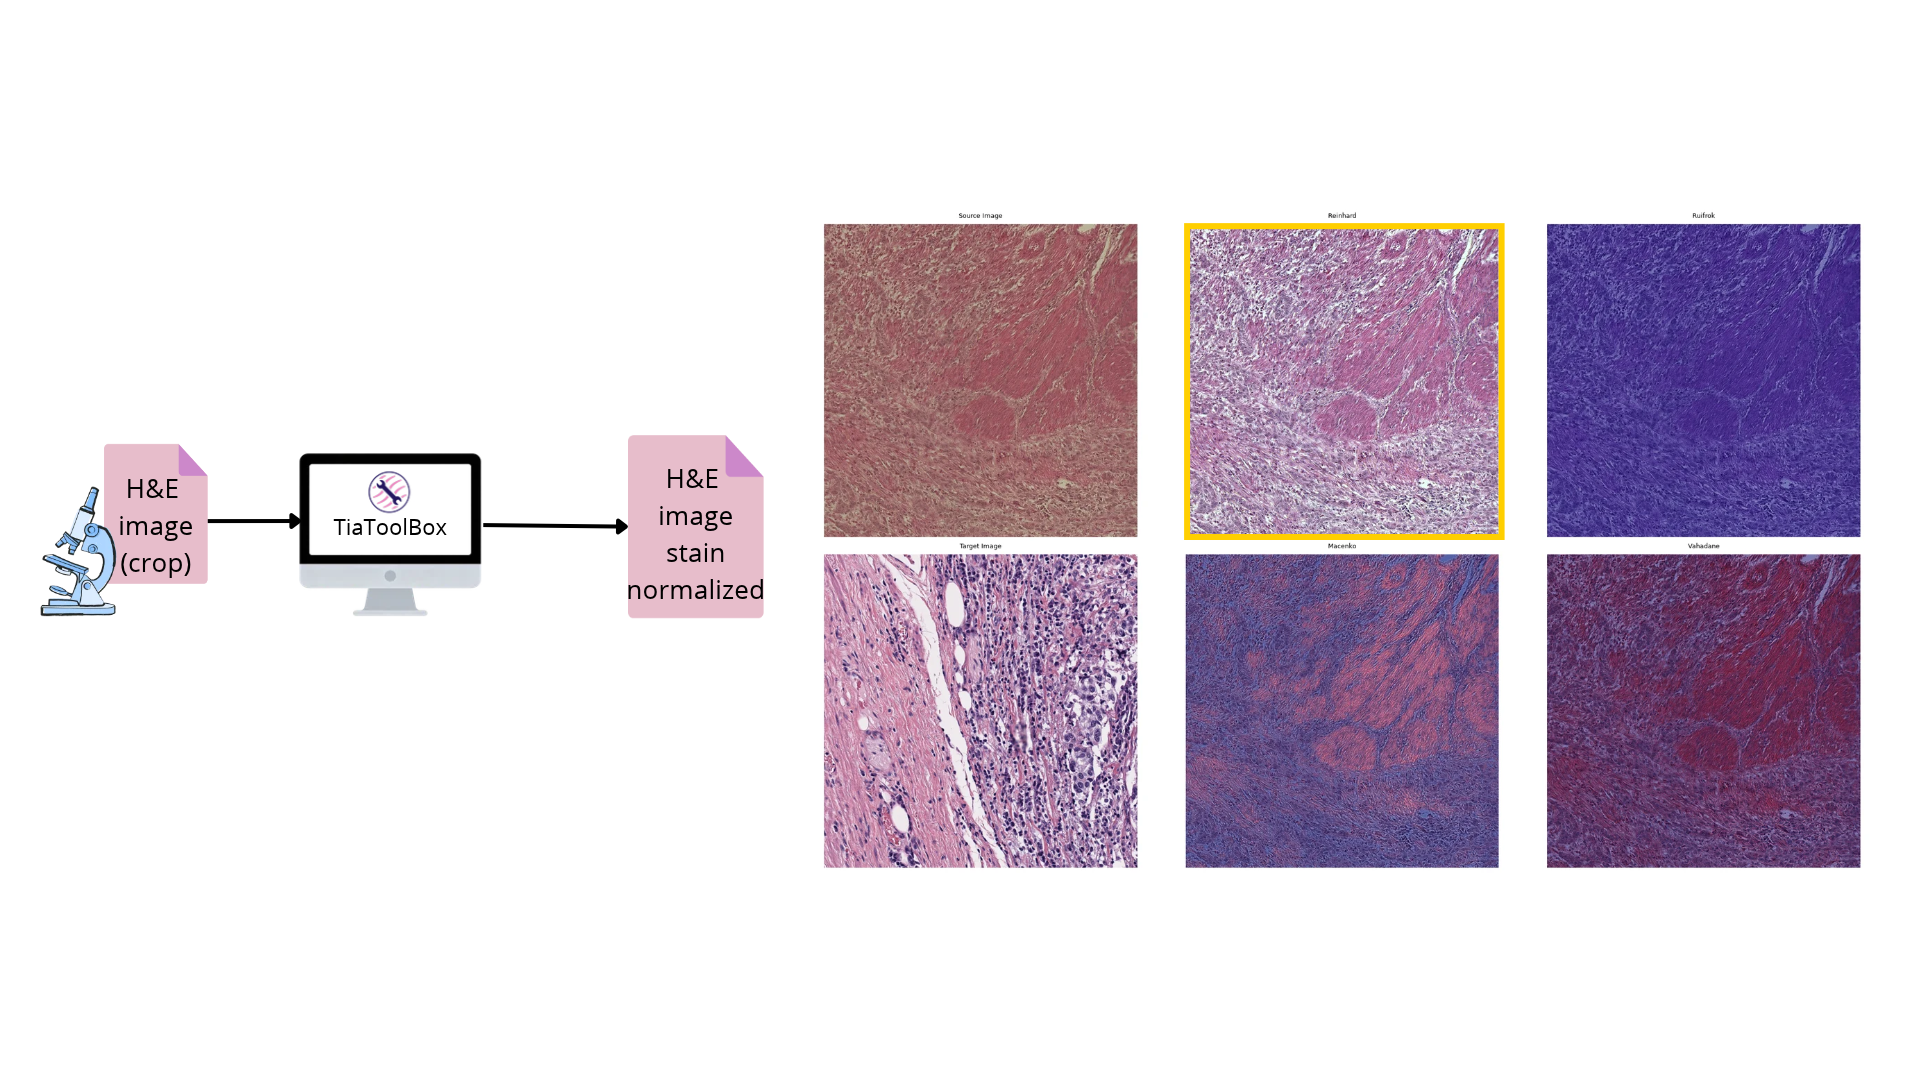 H&E
image
(crop)
TiaToolBox
H&E
image
stain
normalized
Source Image
Reinhard
Ruifrok
Target Image
Macenko
Vahadane